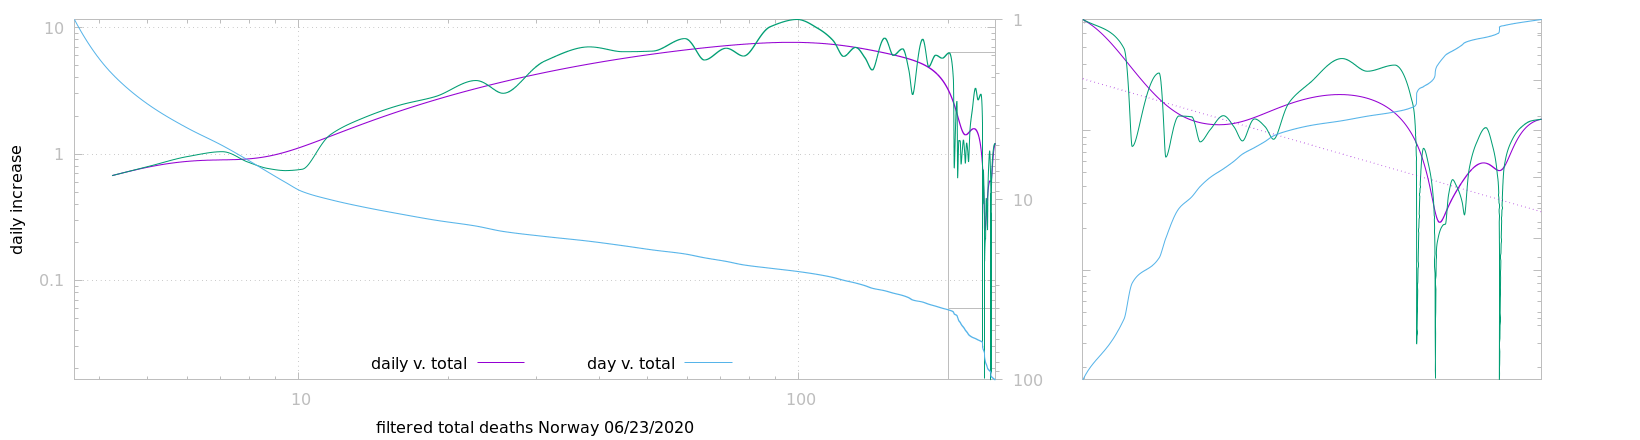 10
1
0.1
daily increase
1
10
100
daily v. total
day v. total
10
100
filtered total deaths Norway 06/23/2020